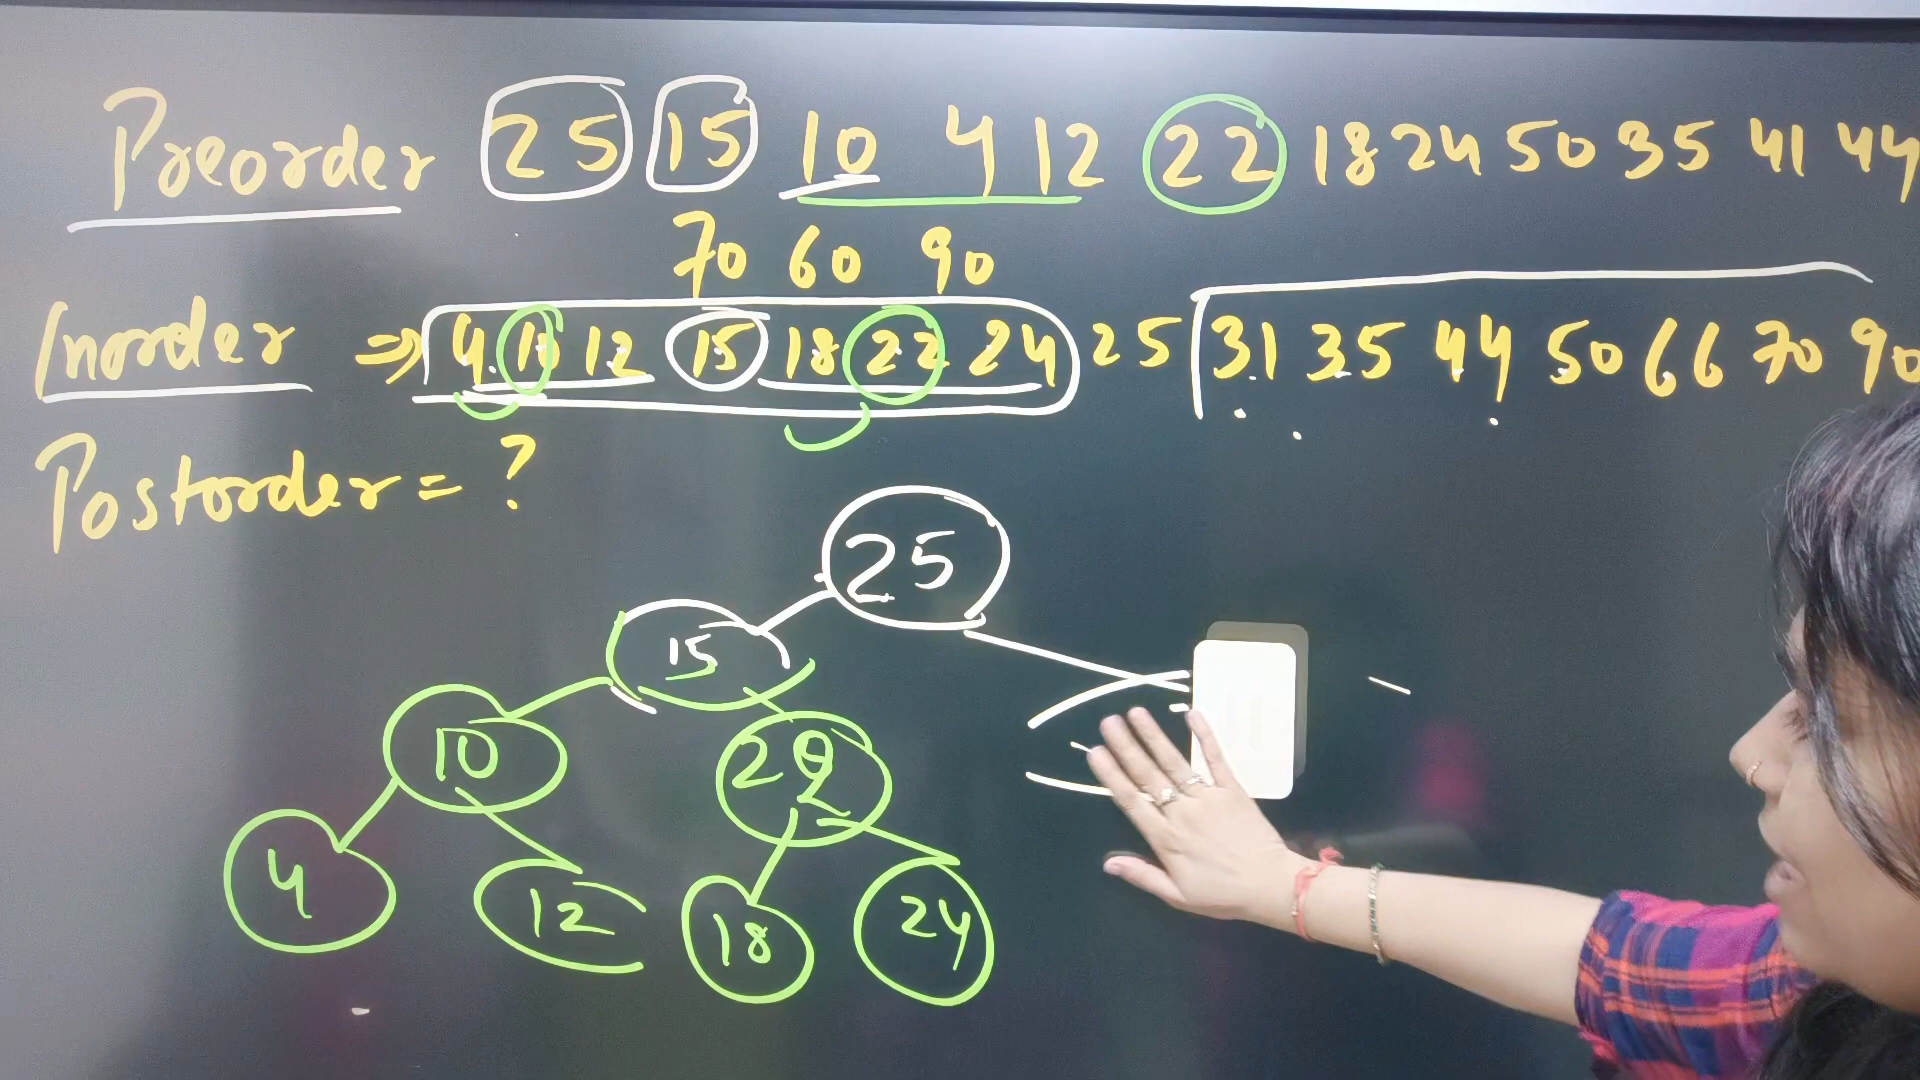 Preorder 25 15 10 4 12 22 18 24 50 35 41 44
70 60 90
Inorder => 4 10 12 15 18 22 24 25 31 35 44 50 66 70 90
Postorder = ?
25
15
10 22
4 12 18 24